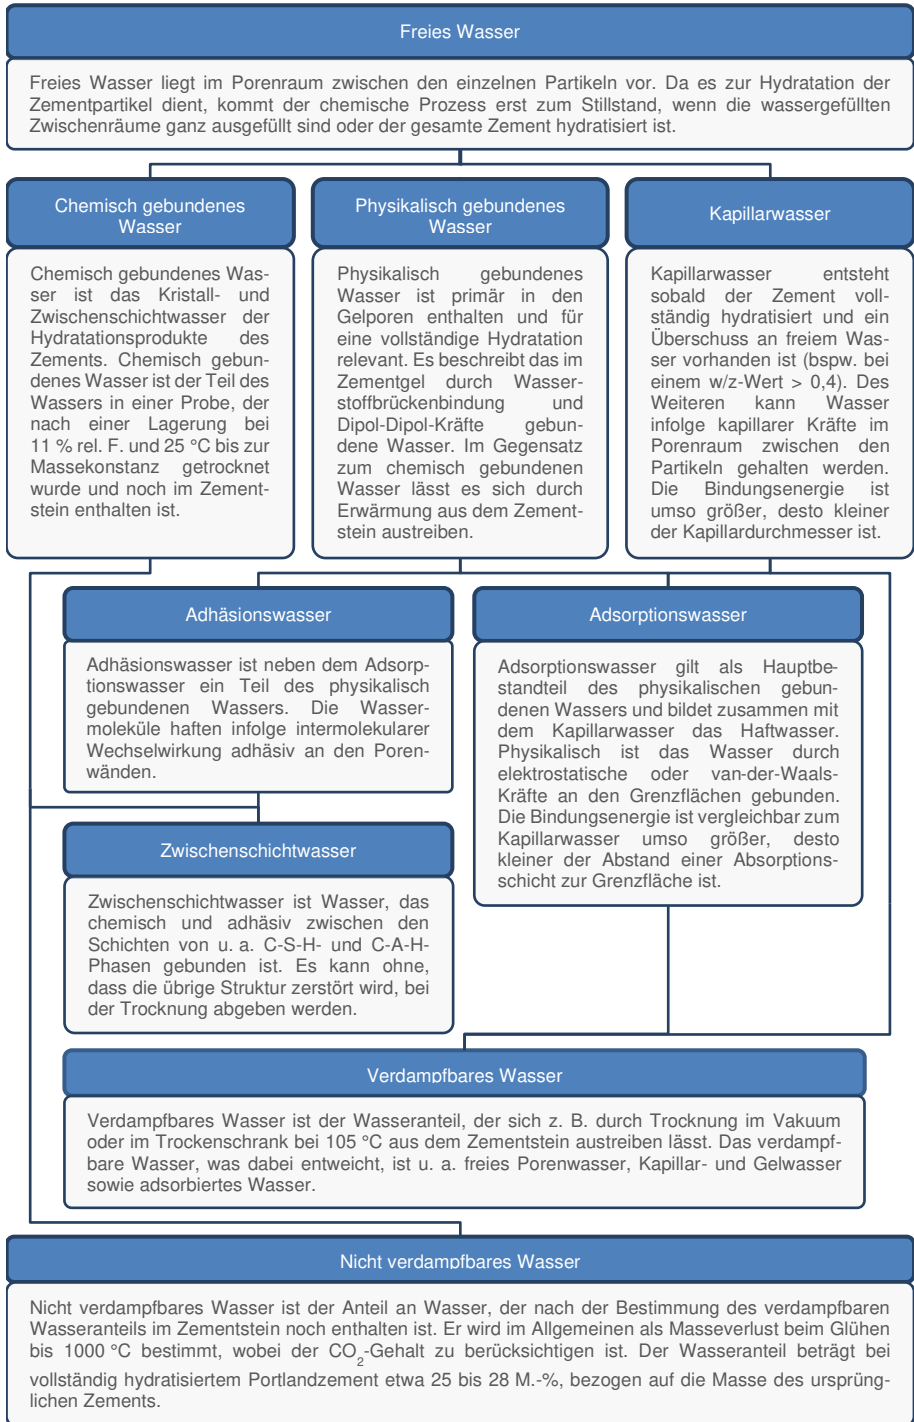 Freies Wasser
Freies Wasser liegt im Porenraum zwischen den einzelnen Partikeln vor. Da es zur Hydratation der
Zementpartikel dient, kommt der chemische Prozess erst zum Stillstand, wenn die wassergefüllten
Zwischenräume ganz ausgefüllt sind oder der gesamte Zement hydratisiert ist.
Chemisch gebundenes
Wasser
Chemisch gebundenes Was-
ser ist das Kristall- und
Zwischenschichtwasser der
Hydratationsprodukte des
Zements. Chemisch gebun-
denes Wasser ist der Teil des
Wassers in einer Probe, der
nach einer Lagerung bei
11 % rel. F. und 25 °C bis zur
Massekonstanz getrocknet
wurde und noch im Zement-
stein enthalten ist.
Physikalisch gebundenes
Wasser
Physikalisch gebundenes
Wasser ist primär in den
Gelporen enthalten und für
eine vollständige Hydratation
relevant. Es beschreibt das im
Zementgel durch Wasser-
stoffbrückenbindung und
Dipol-Dipol-Kräfte gebun-
dene Wasser. Im Gegensatz
zum chemisch gebundenen
Wasser lässt es sich durch
Erwärmung aus dem Zement-
stein austreiben.
Kapillarwasser
Kapillarwasser entsteht
sobald der Zement voll-
ständig hydratisiert und ein
Überschuss an freiem Was-
ser vorhanden ist (bspw. bei
einem w/z-Wert > 0,4). Des
Weiteren kann Wasser
infolge kapillarer Kräfte im
Porenraum zwischen den
Partikeln gehalten werden.
Die Bindungsenergie ist
umso größer, desto kleiner
der Kapillardurchmesser ist.
Adhäsionswasser
Adhäsionswasser ist neben dem Adsorp-
tionswasser ein Teil des physikalisch
gebundenen Wassers. Die Wasser-
moleküle haften infolge intermolekularer
Wechselwirkung adhäsiv an den Poren-
wänden.
Adsorptionswasser
Adsorptionswasser gilt als Hauptbe-
standteil des physikalischen gebun-
denen Wassers und bildet zusammen mit
dem Kapillarwasser das Haftwasser.
Physikalisch ist das Wasser durch
elektrostatische oder van-der-Waals-
Kräfte an den Grenzflächen gebunden.
Die Bindungsenergie ist vergleichbar zum
Kapillarwasser umso größer, desto
kleiner der Abstand einer Absorptions-
schicht zur Grenzfläche ist.
Zwischenschichtwasser
Zwischenschichtwasser ist Wasser, das
chemisch und adhäsiv zwischen den
Schichten von u. a. C-S-H- und C-A-H-
Phasen gebunden ist. Es kann ohne,
dass die übrige Struktur zerstört wird, bei
der Trocknung abgeben werden.
Verdampfbares Wasser
Verdampfbares Wasser ist der Wasseranteil, der sich z. B. durch Trocknung im Vakuum
oder im Trockenschrank bei 105 °C aus dem Zementstein austreiben lässt. Das verdampf-
bare Wasser, was dabei entweicht, ist u. a. freies Porenwasser, Kapillar- und Gelwasser
sowie adsorbiertes Wasser.
Nicht verdampfbares Wasser
Nicht verdampfbares Wasser ist der Anteil an Wasser, der nach der Bestimmung des verdampfbaren
Wasseranteils im Zementstein noch enthalten ist. Er wird im Allgemeinen als Masseverlust beim Glühen
bis 1000 °C bestimmt, wobei der CO₂-Gehalt zu berücksichtigen ist. Der Wasseranteil beträgt bei
vollständig hydratisiertem Portlandzement etwa 25 bis 28 M.-%, bezogen auf die Masse des ursprüng-
lichen Zements.